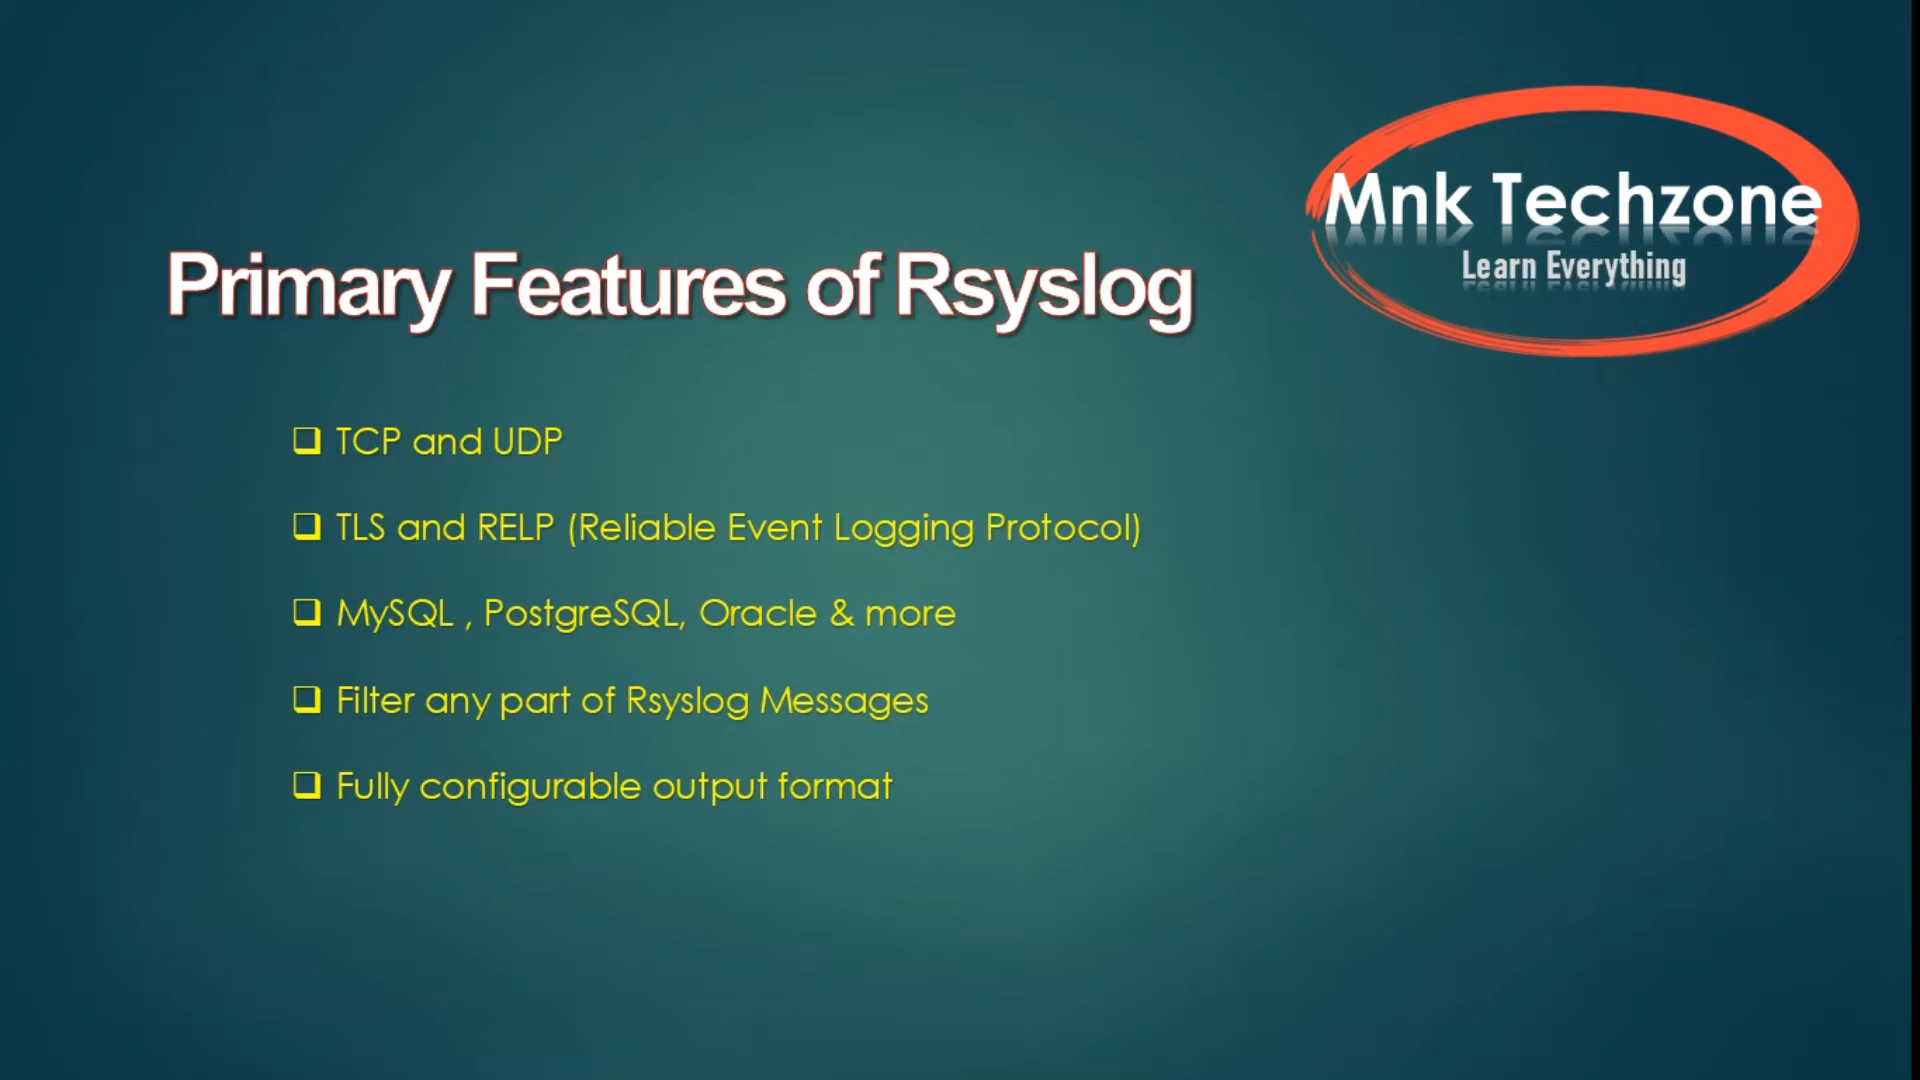 Mnk Techzone
Learn Everything
Primary Features of Rsyslog
❑ TCP and UDP
❑ TLS and RELP (Reliable Event Logging Protocol)
❑ MySQL , PostgreSQL, Oracle & more
❑ Filter any part of Rsyslog Messages
❑ Fully configurable output format